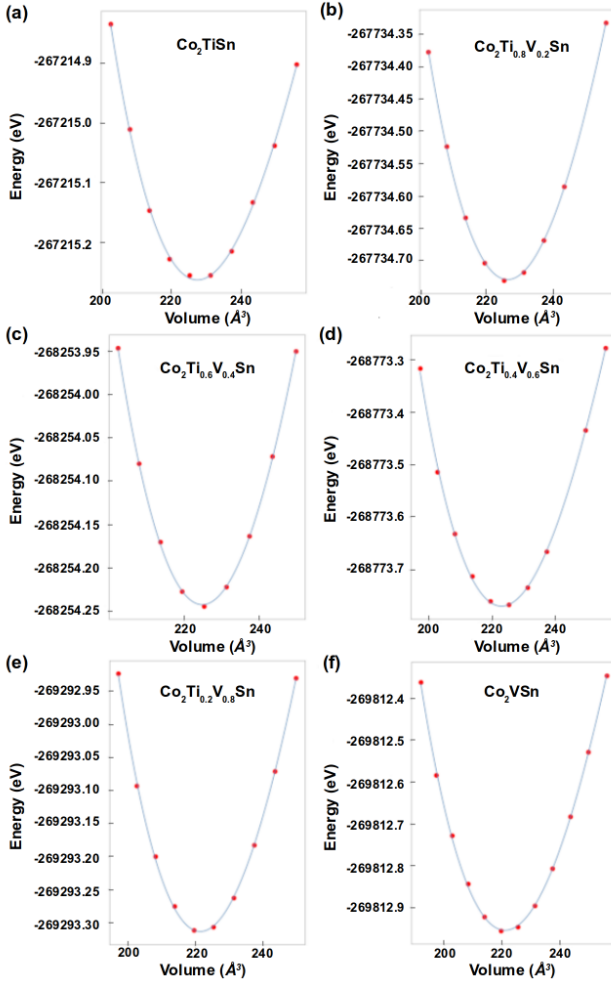 (a)
Co₂TiSn
Energy (eV)
-267214.9
-267215.0
-267215.1
-267215.2
200 220 240 260
Volume (Å³)
(b)
Co₂Ti₀.₈V₀.₂Sn
Energy (eV)
-267734.35
-267734.40
-267734.45
-267734.50
-267734.55
-267734.60
-267734.65
-267734.70
200 220 240
Volume (Å³)
(c)
Co₂Ti₀.₆V₀.₄Sn
Energy (eV)
-268253.95
-268254.00
-268254.05
-268254.10
-268254.15
-268254.20
-268254.25
220 240
Volume (Å³)
(d)
Co₂Ti₀.₄V₀.₆Sn
Energy (eV)
-268773.3
-268773.4
-268773.5
-268773.6
-268773.7
200 220 240
Volume (Å³)
(e)
Co₂Ti₀.₂V₀.₈Sn
Energy (eV)
-269292.95
-269293.00
-269293.05
-269293.10
-269293.15
-269293.20
-269293.25
-269293.30
200 220 240 260
Volume (Å³)
(f)
Co₂VSn
Energy (eV)
-269812.4
-269812.5
-269812.6
-269812.7
-269812.8
-269812.9
200 220 240
Volume (Å³)